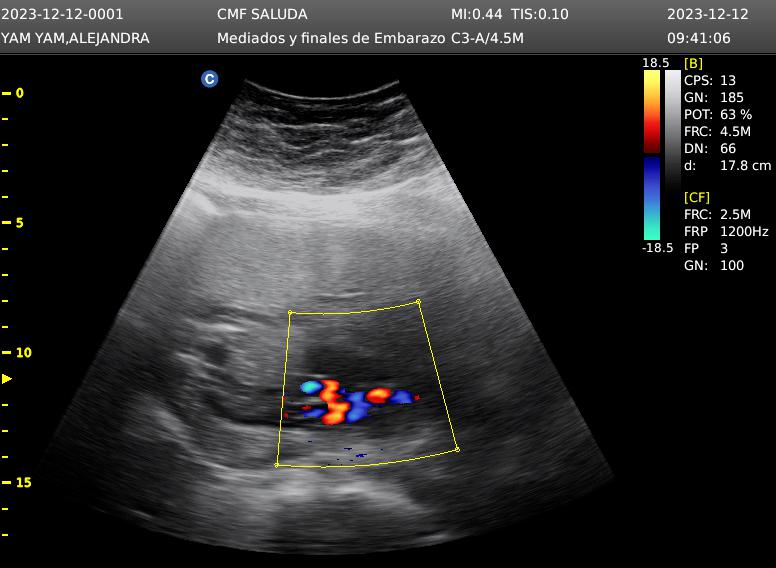 2023-12-12-0001 CMF SALUDA MI:0.44 TIS:0.10 2023-12-12
YAM YAM,ALEJANDRA Mediados y finales de Embarazo C3-A/4.5M 09:41:06
C
18.5 [B]
CPS: 13
GN: 185
POT: 63 %
FRC: 4.5M
DN: 66
d: 17.8 cm
[CF]
FRC: 2.5M
FRP 1200Hz
-18.5 FP 3
GN: 100
0
5
10
15